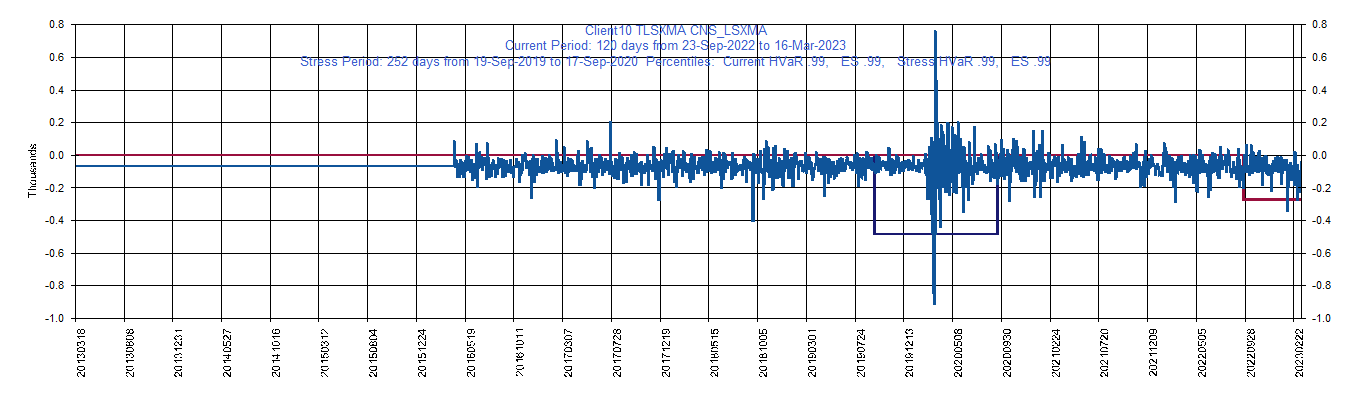 Client10 TLSXMA CNS_LSXMA
Current Period: 120 days from 23-Sep-2022 to 16-Mar-2023
Stress Period: 252 days from 19-Sep-2019 to 17-Sep-2020 Percentiles: Current HVaR .99, ES .99, Stress HVaR .99, ES .99
Thousands
0.8 0.8
0.6 0.6
0.4 0.4
0.2 0.2
0.0 0.0
-0.2 -0.2
-0.4 -0.4
-0.6 -0.6
-0.8 -0.8
-1.0 -1.0
20130318 20130808 20131231 20140527 20141016 20150312 20150804 20151224 20160519 20161011 20170307 20170728 20171219 20180515 20181005 20190301 20190724 20191213 20200508 20200930 20210224 20210720 20211209 20220505 20220928 20230222